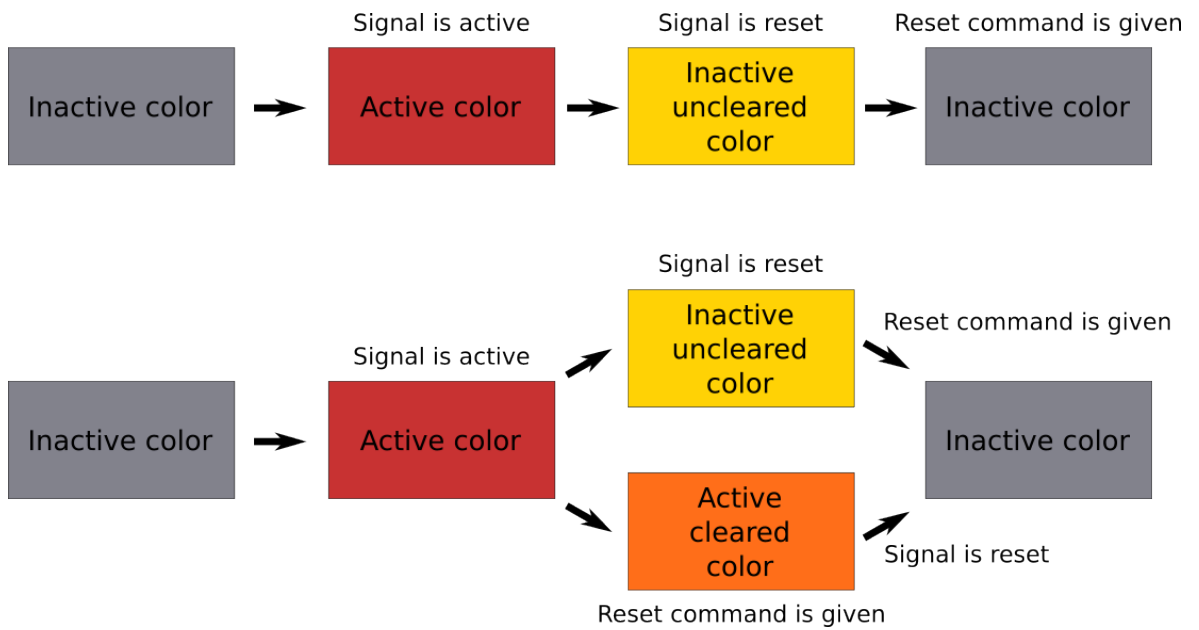 Signal is active
Signal is reset
Reset command is given
Inactive color
Active color
Inactive
uncleared
color
Inactive color
Signal is reset
Inactive
uncleared
color
Reset command is given
Signal is active
Inactive color
Active color
Inactive color
Active
cleared
color
Signal is reset
Reset command is given